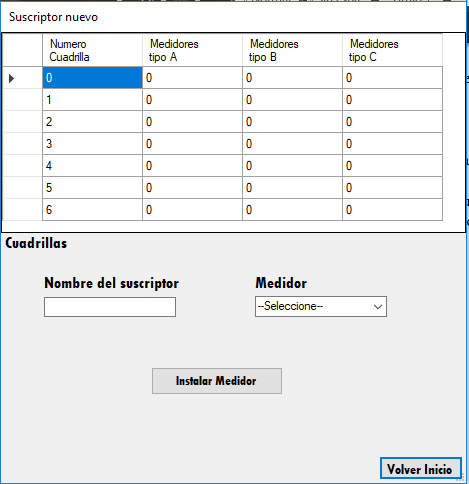 Suscriptor nuevo
Numero Cuadrilla Medidores tipo A Medidores tipo B Medidores tipo C
0 0 0 0
1 0 0 0
2 0 0 0
3 0 0 0
4 0 0 0
5 0 0 0
6 0 0 0
Cuadrillas
Nombre del suscriptor Medidor
--Seleccione--
Instalar Medidor
Volver Inicio